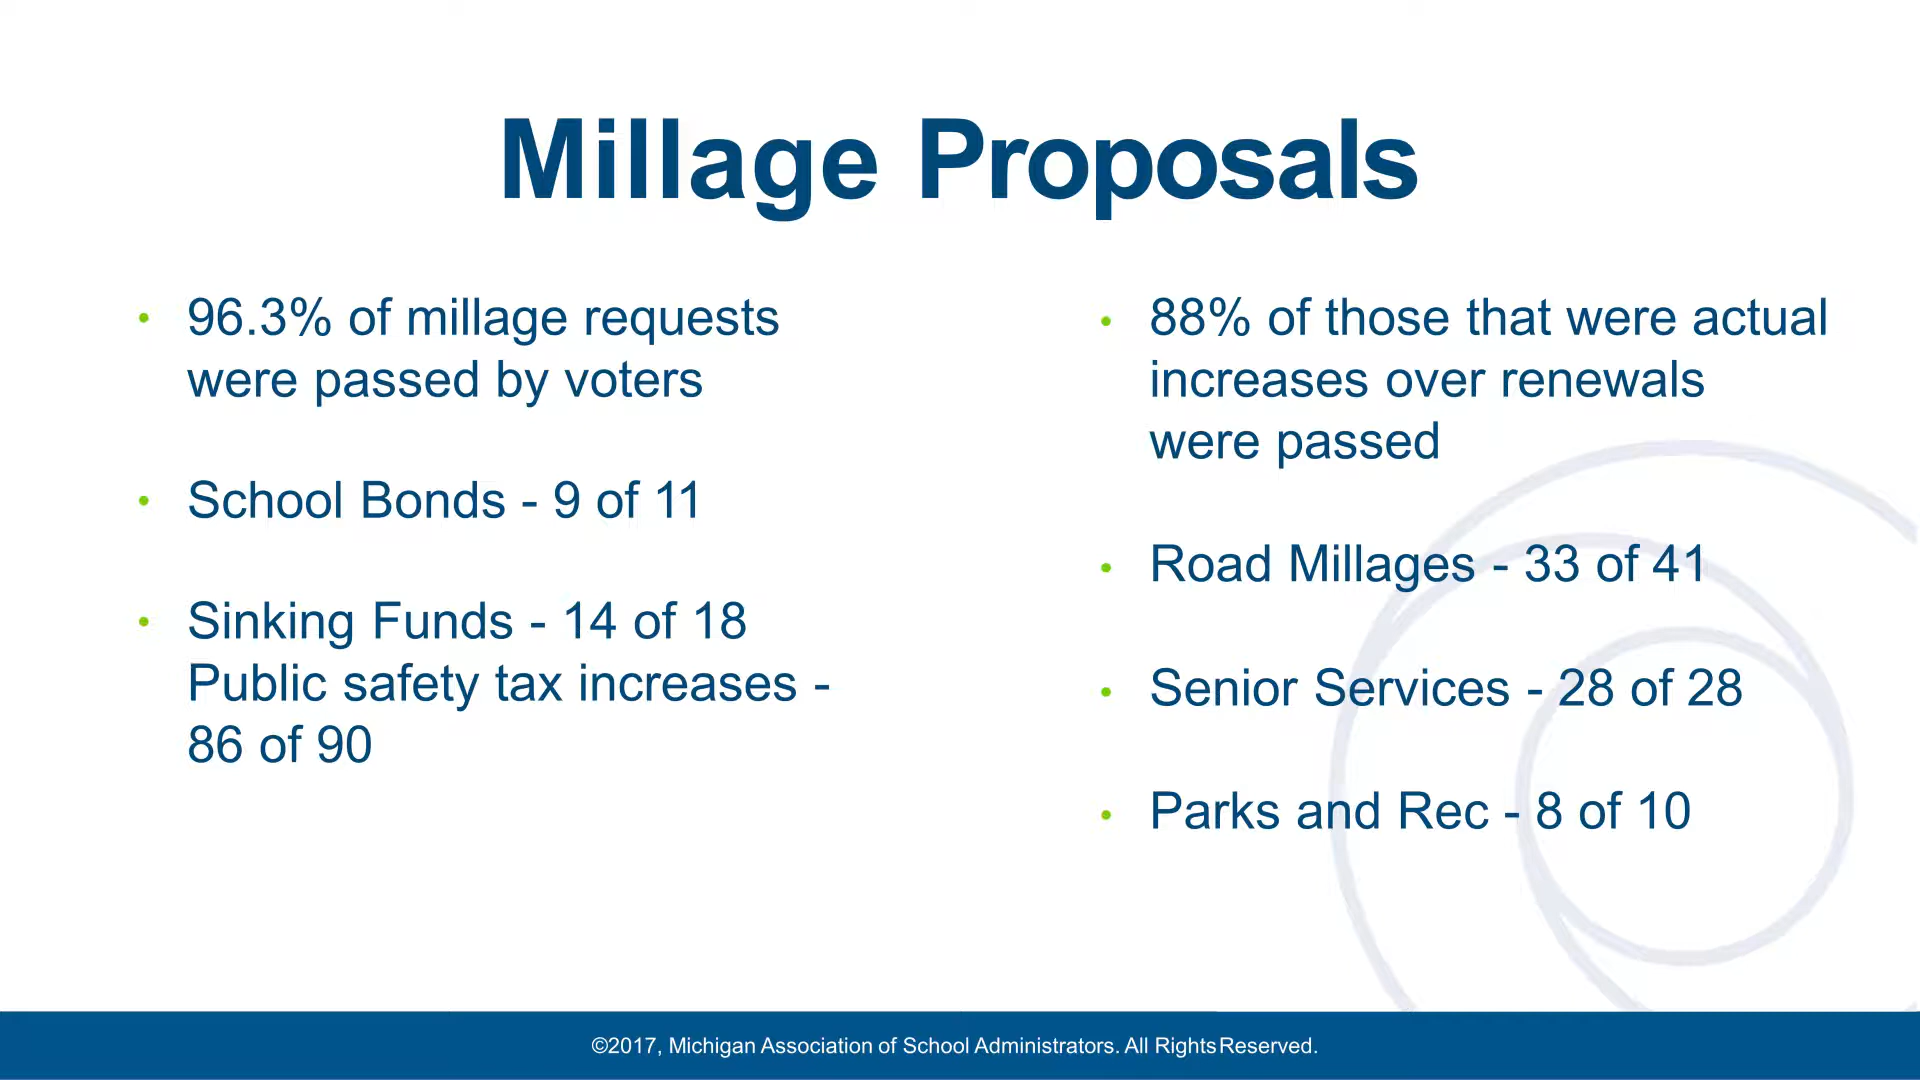 Millage Proposals
• 96.3% of millage requests
were passed by voters
• School Bonds - 9 of 11
• Sinking Funds - 14 of 18
Public safety tax increases -
86 of 90
• 88% of those that were actual
increases over renewals
were passed
• Road Millages - 33 of 41
• Senior Services - 28 of 28
• Parks and Rec - 8 of 10
©2017, Michigan Association of School Administrators. All Rights Reserved.